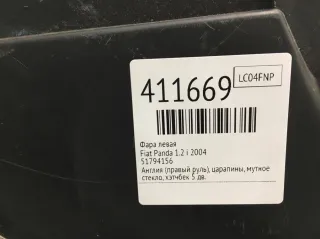 411669
LC04FNP
Фара левая
Fiat Panda 1.2 i 2004
51794156
Англия (правый руль), царапины, мутное
стекло, хэтчбек 5 дв.